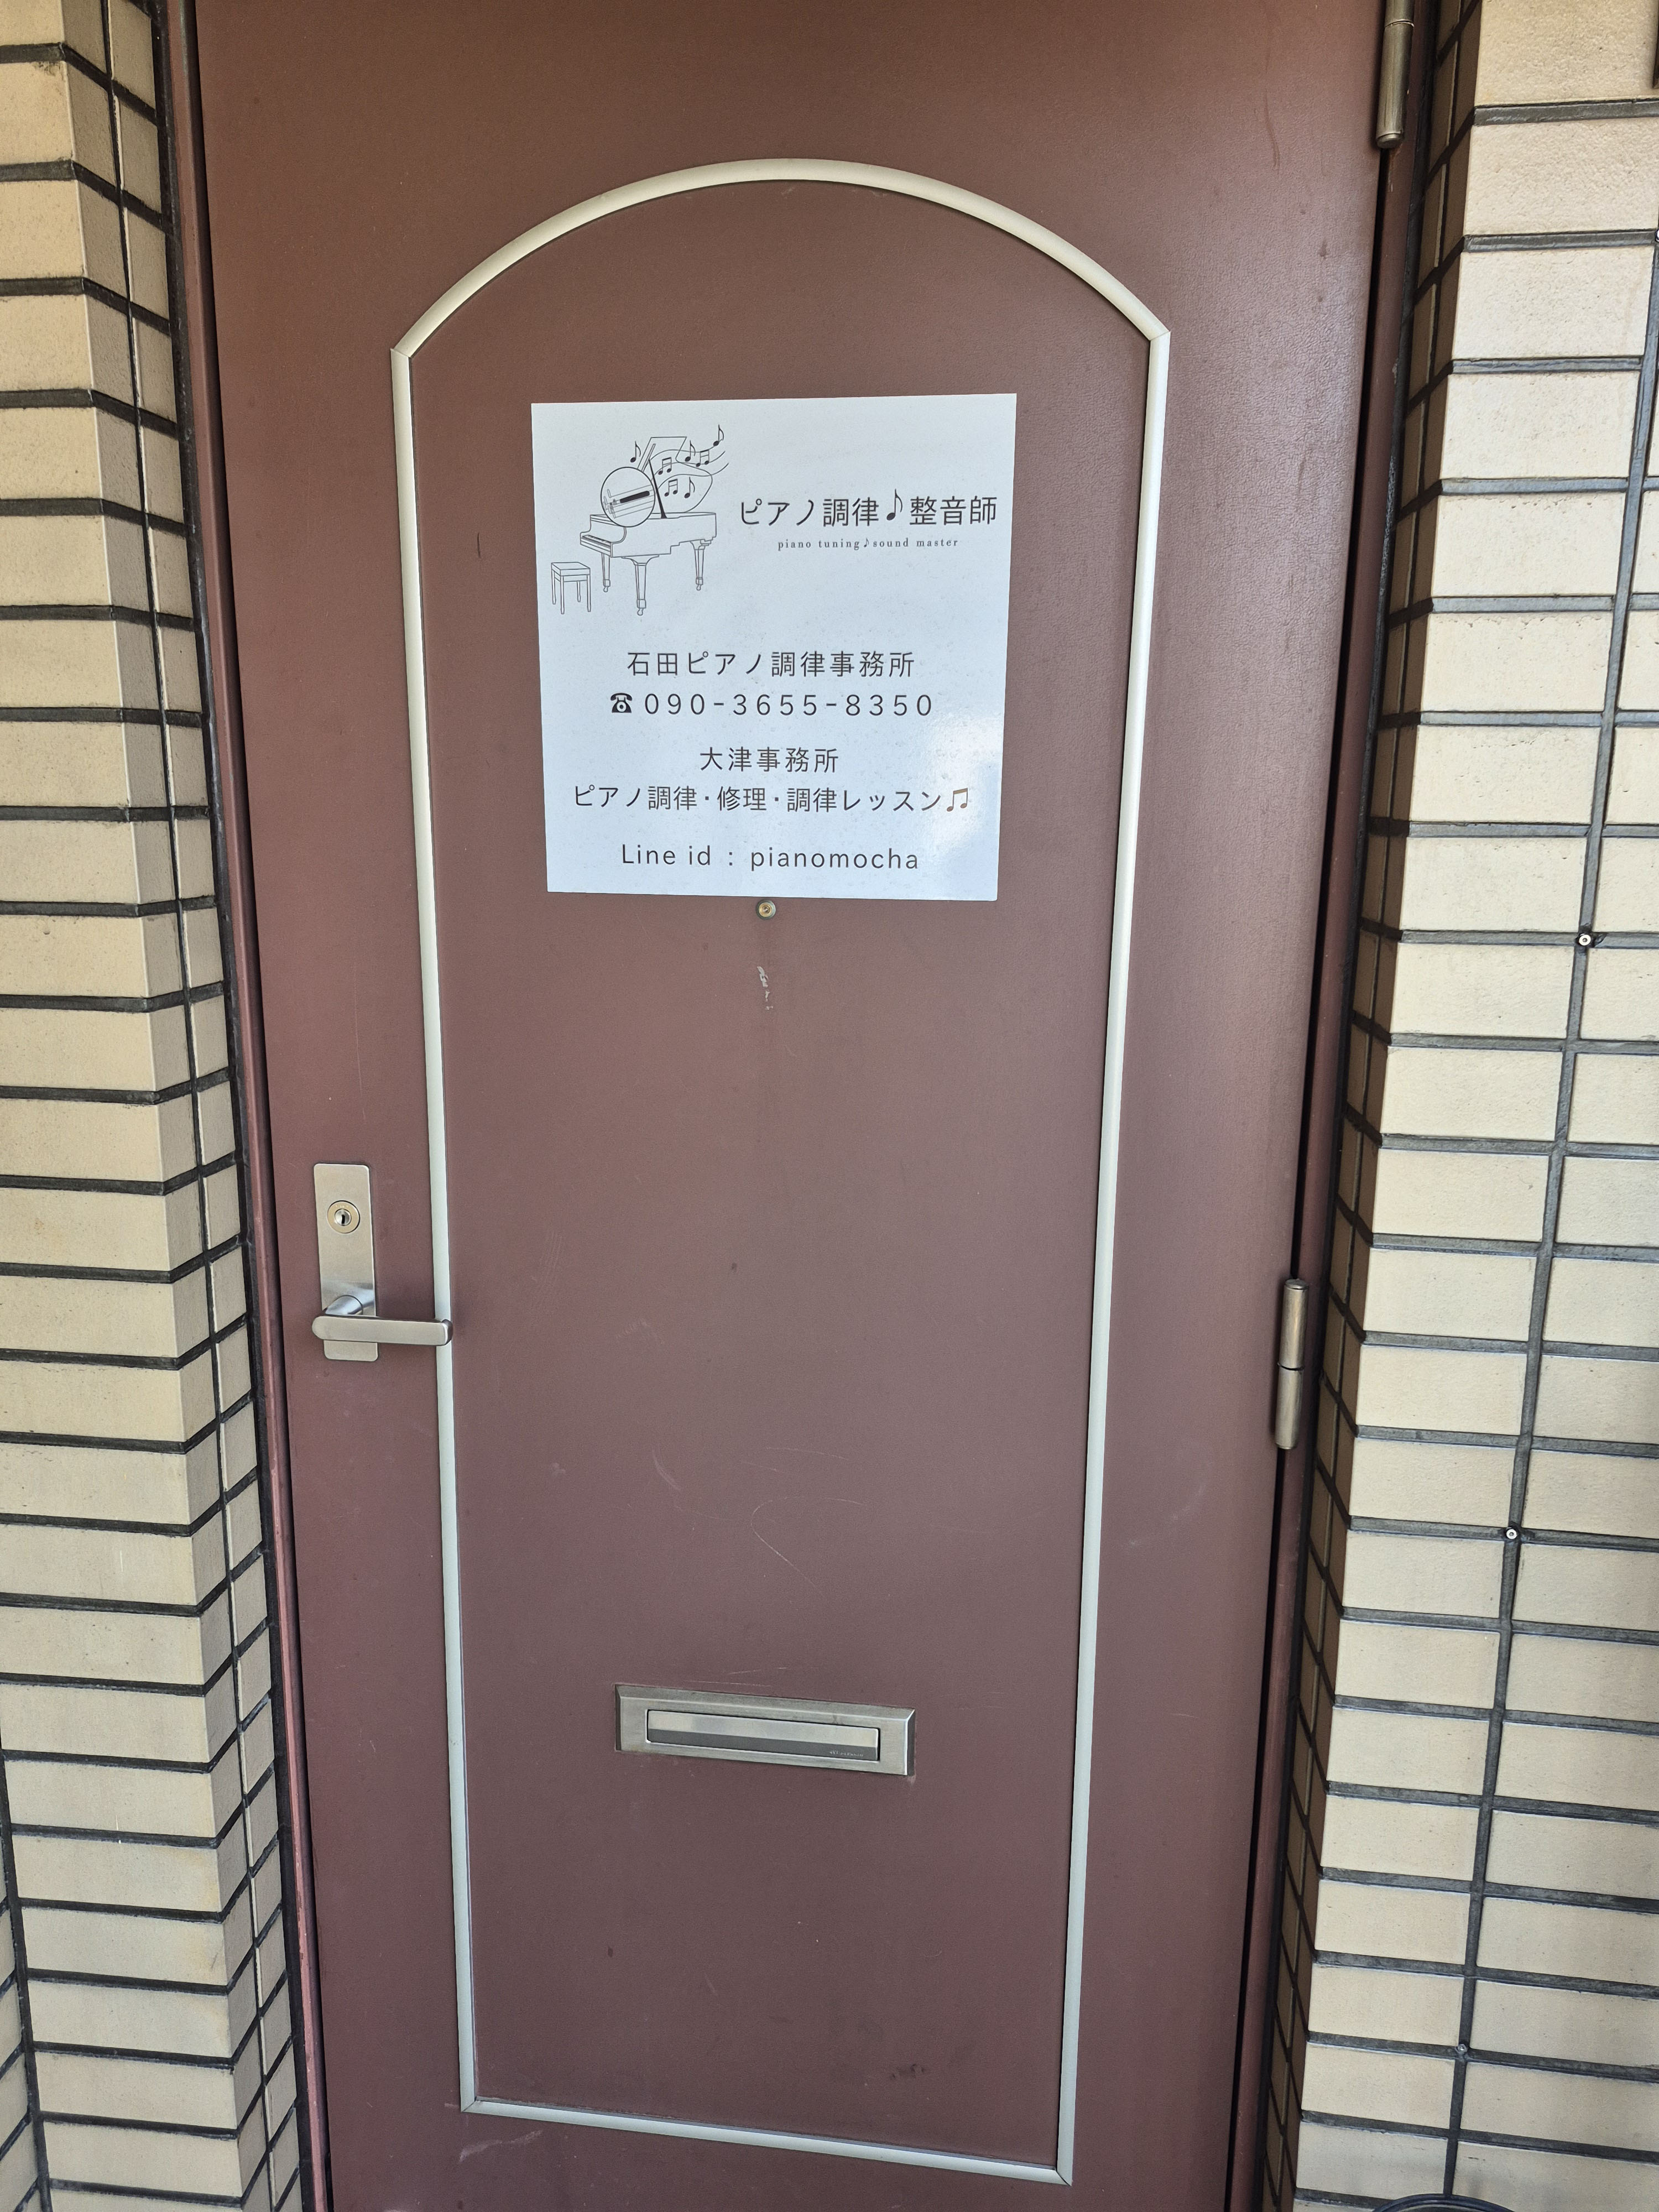 ピアノ調律♪整音師
piano tuning♪sound master
石田ピアノ調律事務所
☎090-3655-8350
大津事務所
ピアノ調律・修理・調律レッスン♫
Line id : pianomocha